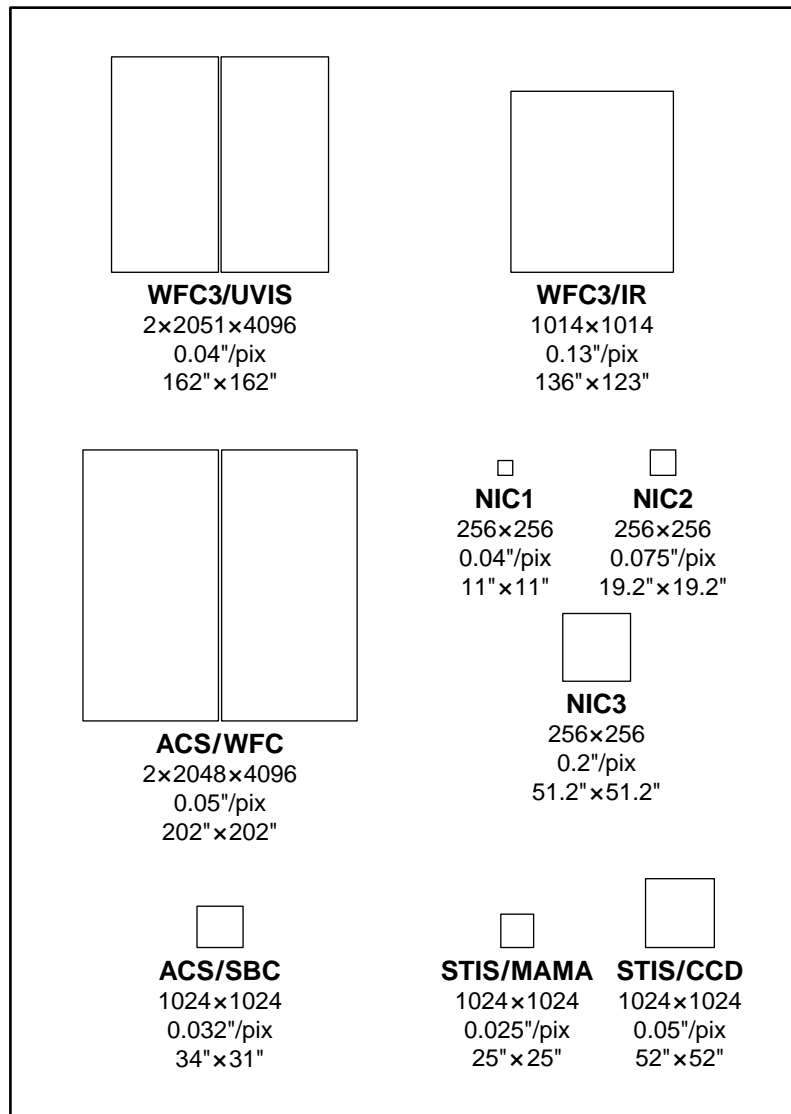 WFC3/UVIS
2×2051×4096
0.04"/pix
162"×162"
WFC3/IR
1014×1014
0.13"/pix
136"×123"
ACS/WFC
2×2048×4096
0.05"/pix
202"×202"
NIC1
256×256
0.04"/pix
11"×11"
NIC2
256×256
0.075"/pix
19.2"×19.2"
NIC3
256×256
0.2"/pix
51.2"×51.2"
ACS/SBC
1024×1024
0.032"/pix
34"×31"
STIS/MAMA
1024×1024
0.025"/pix
25"×25"
STIS/CCD
1024×1024
0.05"/pix
52"×52"